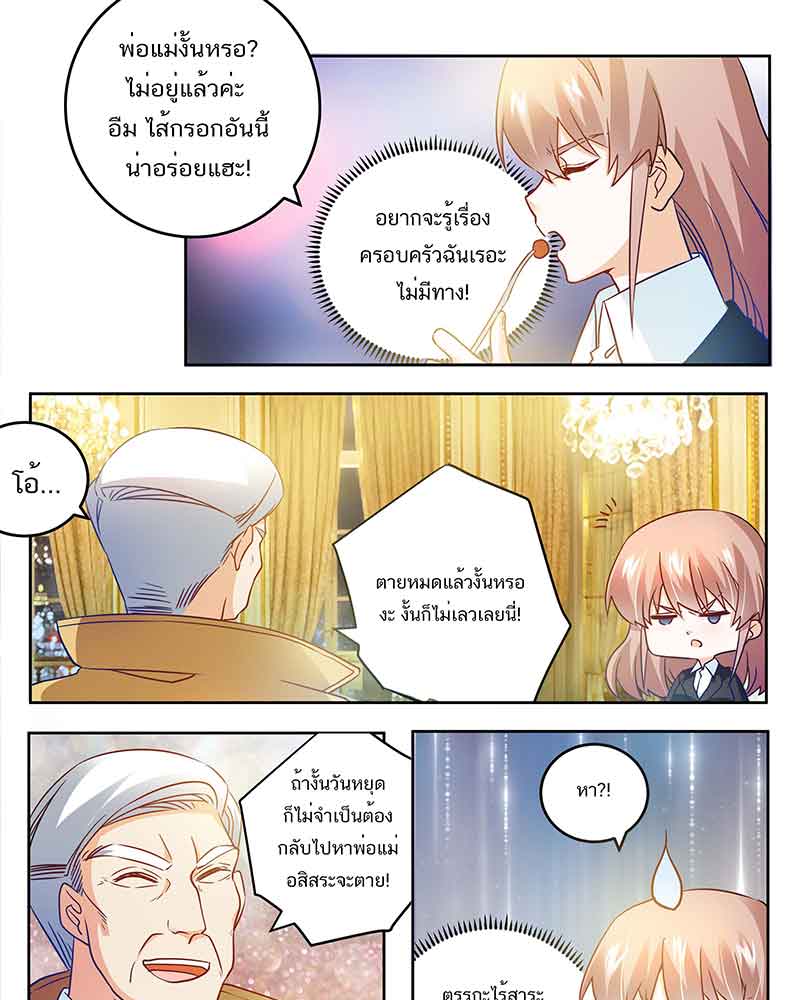 พ่อแม่งั้นหรอ?
ไม่อยู่แล้วค่ะ
อืม ไส้กรอกอันนี้
น่าอร่อยแฮะ!
อยากจะรู้เรื่อง
ครอบครัวฉันเรอะ
ไม่มีทาง!
โอ้...
ตายหมดแล้วงั้นหรอ
งะ งั้นก็ไม่เลวเลยนี่!
ถ้างั้นวันหยุด
ก็ไม่จำเป็นต้อง
กลับไปหาพ่อแม่
อสิสระจะตาย!
หา?!
ตรรกะไร้สาระ